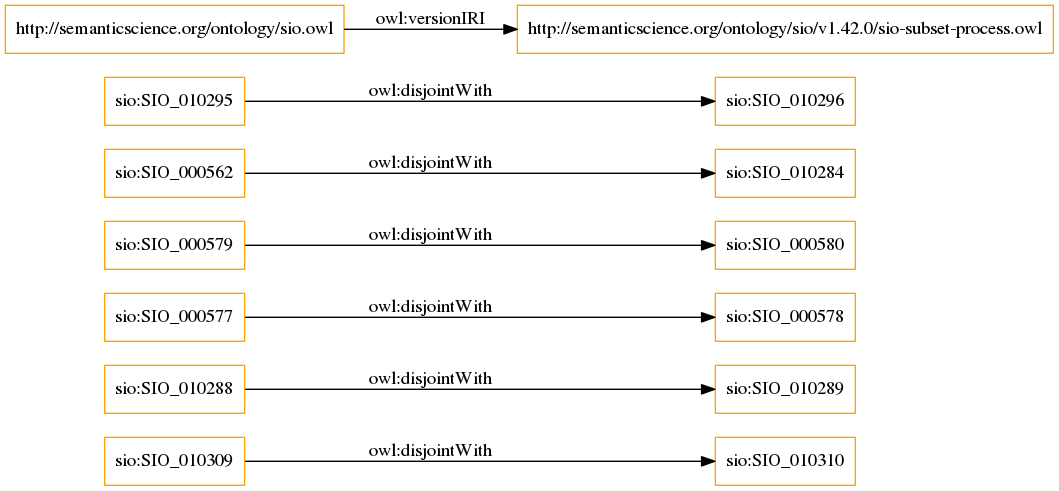 http://semanticscience.org/ontology/sio.owl owl:versionIRI http://semanticscience.org/ontology/sio/v1.42.0/sio-subset-process.owl
sio:SIO_010295 owl:disjointWith sio:SIO_010296
sio:SIO_000562 owl:disjointWith sio:SIO_010284
sio:SIO_000579 owl:disjointWith sio:SIO_000580
sio:SIO_000577 owl:disjointWith sio:SIO_000578
sio:SIO_010288 owl:disjointWith sio:SIO_010289
sio:SIO_010309 owl:disjointWith sio:SIO_010310